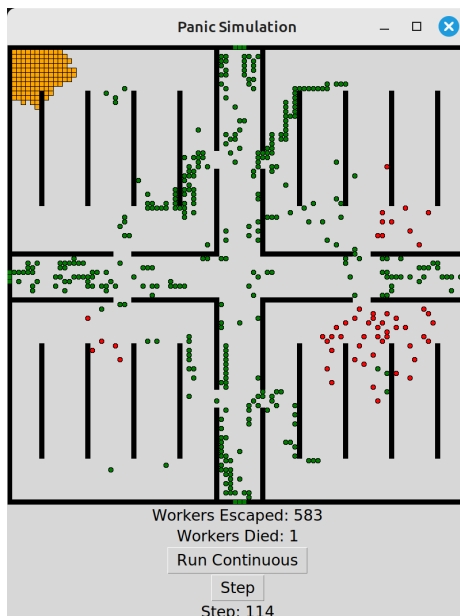 Panic Simulation
Workers Escaped: 583
Workers Died: 1
Run Continuous
Step
Step: 114